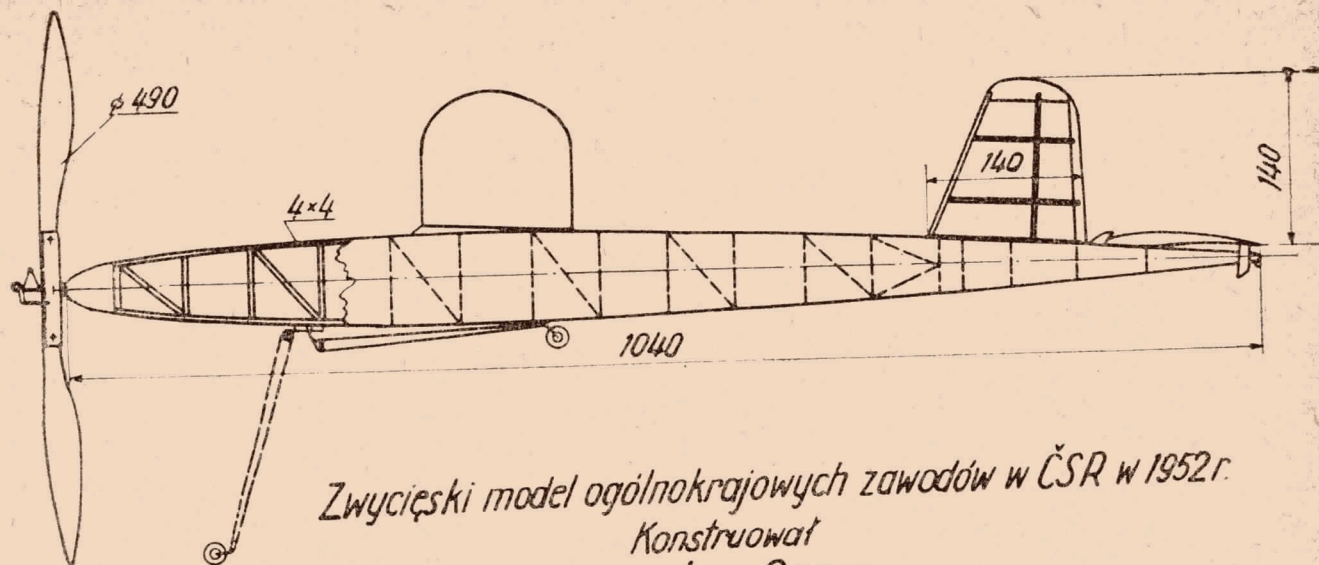 ϕ 490
4×4
140
140
1040
Zwycięski model ogólnokrajowych zawodów w ČSR w 1952 r.
Konstruował